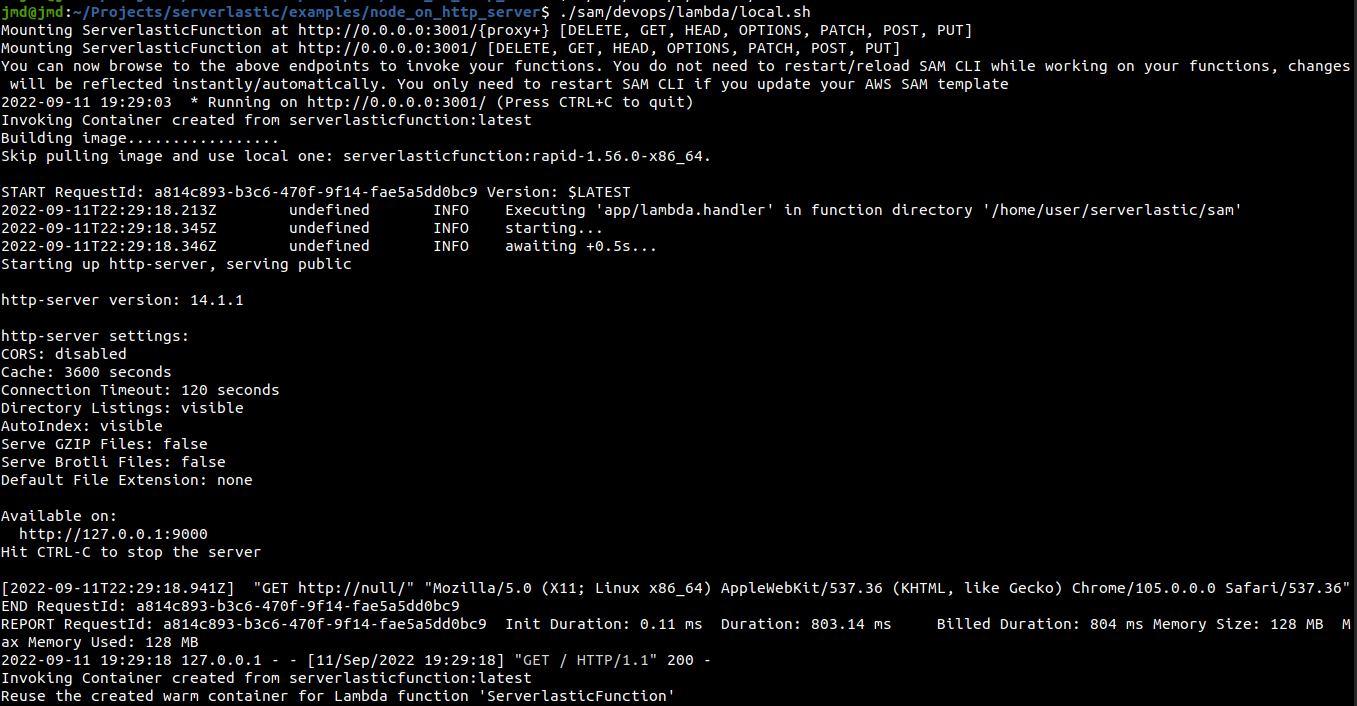 jmd@jmd:~/Projects/serverlastic/examples/node_on_http_server$ ./sam/devops/lambda/local.sh
Mounting ServerlasticFunction at http://0.0.0.0:3001/{proxy+} [DELETE, GET, HEAD, OPTIONS, PATCH, POST, PUT]
Mounting ServerlasticFunction at http://0.0.0.0:3001/ [DELETE, GET, HEAD, OPTIONS, PATCH, POST, PUT]
You can now browse to the above endpoints to invoke your functions. You do not need to restart/reload SAM CLI while working on your functions, changes
 will be reflected instantly/automatically. You only need to restart SAM CLI if you update your AWS SAM template
2022-09-11 19:29:03  * Running on http://0.0.0.0:3001/ (Press CTRL+C to quit)
Invoking Container created from serverlasticfunction:latest
Building image.................
Skip pulling image and use local one: serverlasticfunction:rapid-1.56.0-x86_64.

START RequestId: a814c893-b3c6-470f-9f14-fae5a5dd0bc9 Version: $LATEST
2022-09-11T22:29:18.213Z        undefined       INFO    Executing 'app/lambda.handler' in function directory '/home/user/serverlastic/sam'
2022-09-11T22:29:18.345Z        undefined       INFO    starting...
2022-09-11T22:29:18.346Z        undefined       INFO    awaiting +0.5s...
Starting up http-server, serving public

http-server version: 14.1.1

http-server settings:
CORS: disabled
Cache: 3600 seconds
Connection Timeout: 120 seconds
Directory Listings: visible
AutoIndex: visible
Serve GZIP Files: false
Serve Brotli Files: false
Default File Extension: none

Available on:
  http://127.0.0.1:9000
Hit CTRL-C to stop the server

[2022-09-11T22:29:18.941Z]  "GET http://null/" "Mozilla/5.0 (X11; Linux x86_64) AppleWebKit/537.36 (KHTML, like Gecko) Chrome/105.0.0.0 Safari/537.36"
END RequestId: a814c893-b3c6-470f-9f14-fae5a5dd0bc9
REPORT RequestId: a814c893-b3c6-470f-9f14-fae5a5dd0bc9  Init Duration: 0.11 ms  Duration: 803.14 ms     Billed Duration: 804 ms Memory Size: 128 MB  M
ax Memory Used: 128 MB
2022-09-11 19:29:18 127.0.0.1 - - [11/Sep/2022 19:29:18] "GET / HTTP/1.1" 200 -
Invoking Container created from serverlasticfunction:latest
Reuse the created warm container for Lambda function 'ServerlasticFunction'